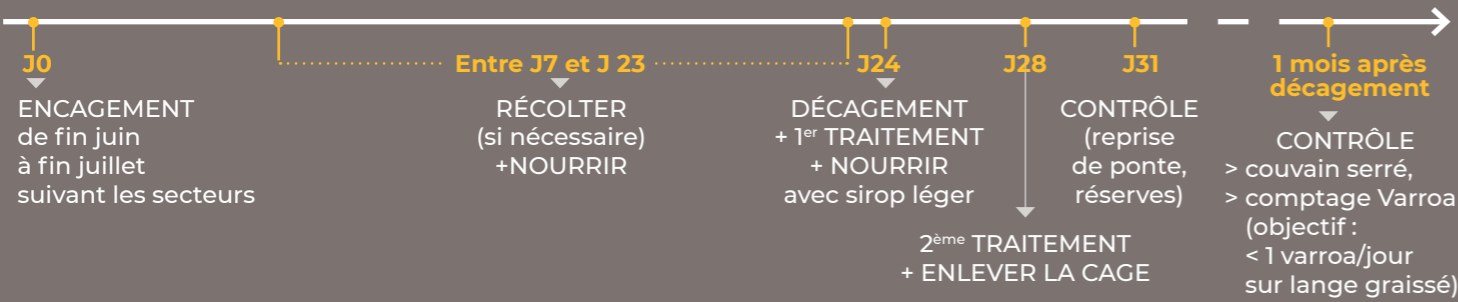 J0
ENCAGEMENT
de fin juin
à fin juillet
suivant les secteurs
Entre J7 et J 23
RÉCOLTER
(si nécessaire)
+NOURRIR
J24
DÉCAGEMENT
+ 1er TRAITEMENT
+ NOURRIR
avec sirop léger
J28
2ème TRAITEMENT
+ ENLEVER LA CAGE
J31
CONTRÔLE
(reprise
de ponte,
réserves)
1 mois après
décagement
CONTRÔLE
> couvain serré,
> comptage Varroa
(objectif :
< 1 varroa/jour
sur lange graissé)